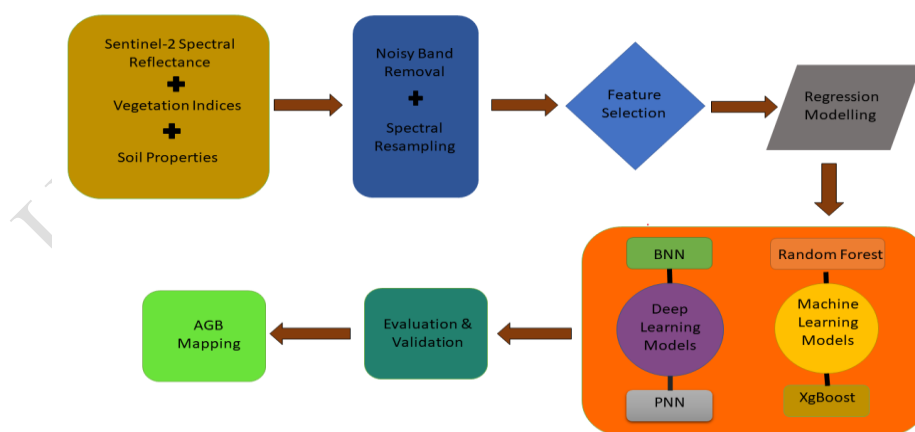 Sentinel-2 Spectral
Reflectance
+
Vegetation Indices
+
Soil Properties
Noisy Band
Removal
+
Spectral
Resampling
Feature
Selection
Regression
Modelling
BNN
Deep
Learning
Models
PNN
Random Forest
Machine
Learning
Models
XgBoost
Evaluation &
Validation
AGB
Mapping